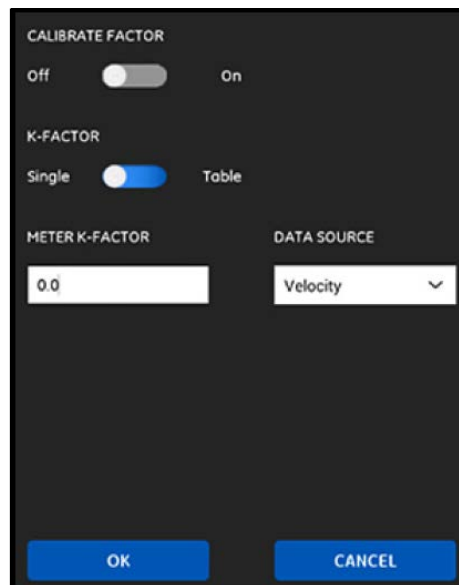 CALIBRATE FACTOR
Off On
K-FACTOR
Single Table
METER K-FACTOR DATA SOURCE
0.0 Velocity
OK CANCEL